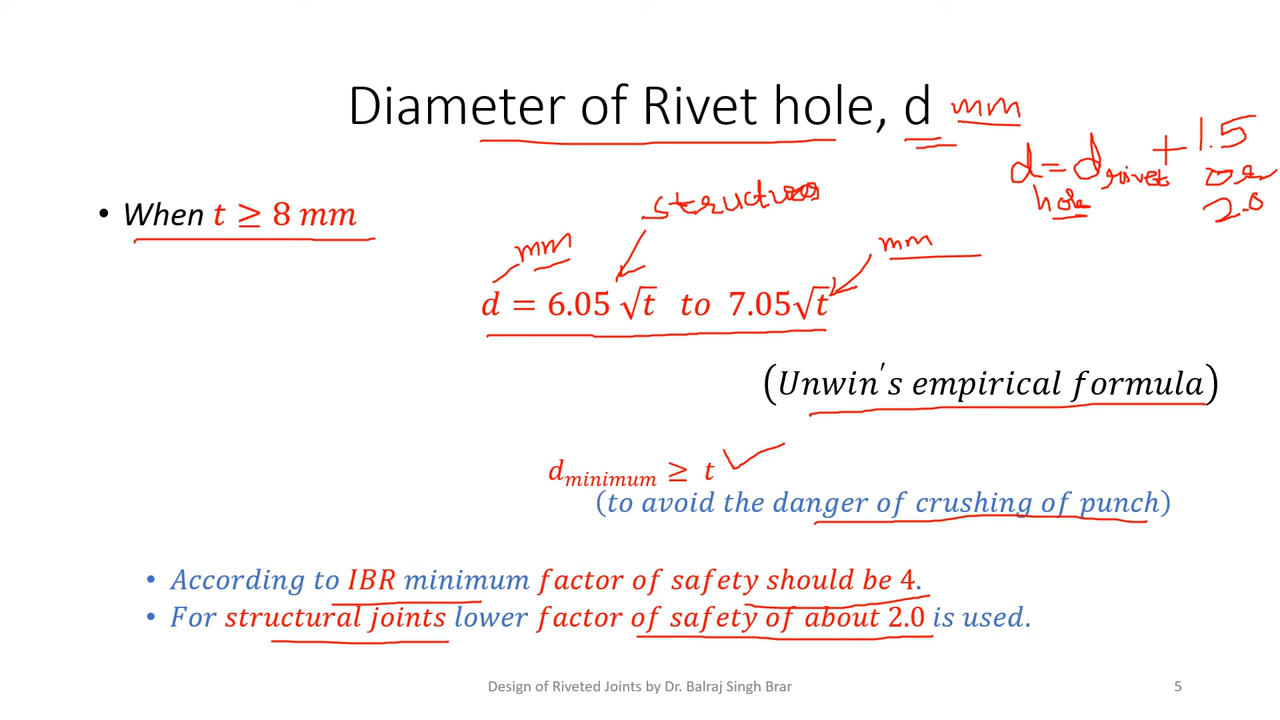 Diameter of Rivet hole, d mm
d hole = d rivet + 1.5 or 2.0
• When t ≥ 8 mm
structures
mm
mm
d = 6.05 √t to 7.05√t
(Unwin's empirical formula)
d minimum ≥ t
(to avoid the danger of crushing of punch)
• According to IBR minimum factor of safety should be 4.
• For structural joints lower factor of safety of about 2.0 is used.
Design of Riveted Joints by Dr. Balraj Singh Brar
5